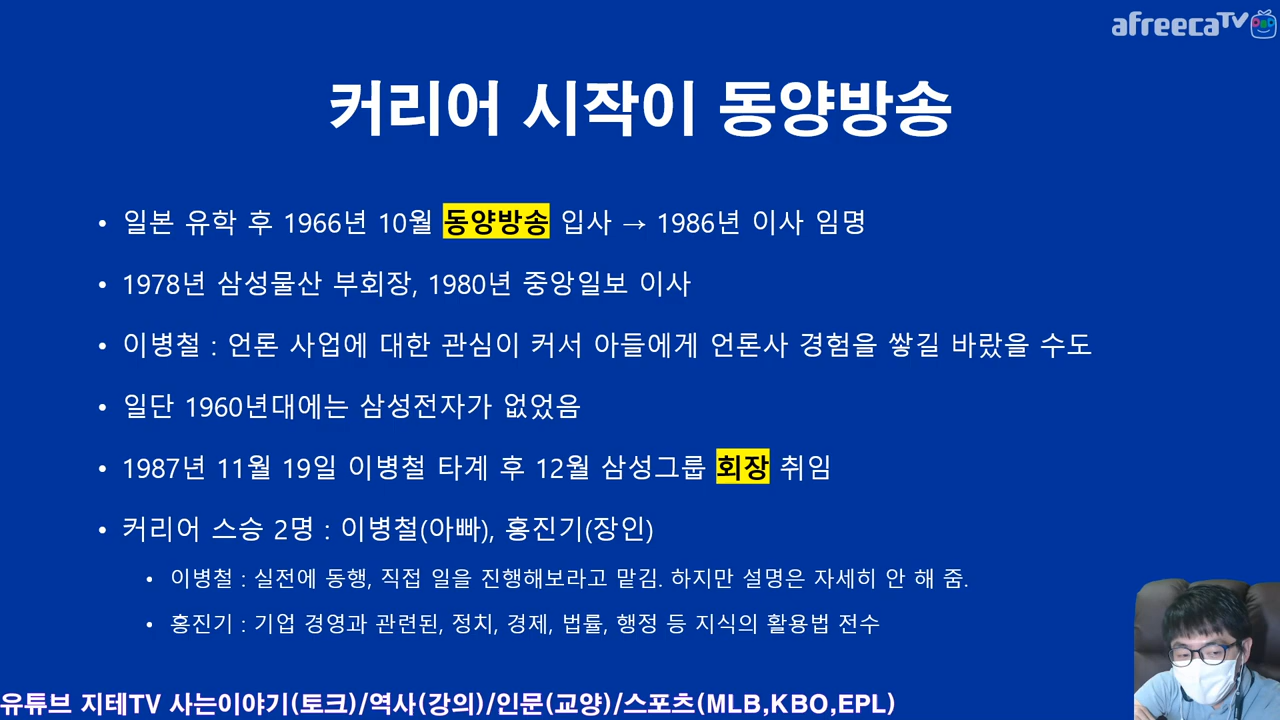 afreecaTV
커리어 시작이 동양방송
• 일본 유학 후 1966년 10월 동양방송 입사 → 1986년 이사 임명
• 1978년 삼성물산 부회장, 1980년 중앙일보 이사
• 이병철 : 언론 사업에 대한 관심이 커서 아들에게 언론사 경험을 쌓길 바랐을 수도
• 일단 1960년대에는 삼성전자가 없었음
• 1987년 11월 19일 이병철 타계 후 12월 삼성그룹 회장 취임
• 커리어 스승 2명 : 이병철(아빠), 홍진기(장인)
• 이병철 : 실전에 동행, 직접 일을 진행해보라고 맡김. 하지만 설명은 자세히 안 해 줌.
• 홍진기 : 기업 경영과 관련된, 정치, 경제, 법률, 행정 등 지식의 활용법 전수
유튜브 지테TV 사는이야기(토크)/역사(강의)/인문(교양)/스포츠(MLB,KBO,EPL)